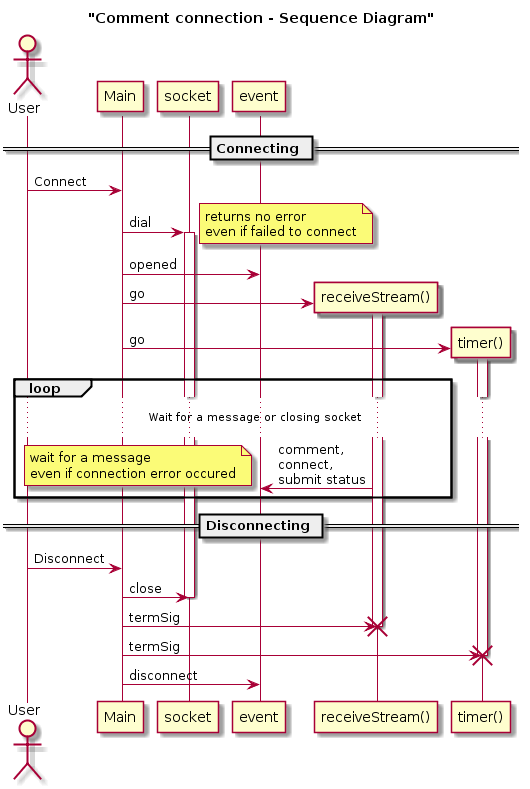 "Comment connection - Sequence Diagram"
User
Main
socket
event
Connecting
Connect
dial
returns no error
even if failed to connect
opened
go
receiveStream()
go
timer()
loop
Wait for a message or closing socket
wait for a message
even if connection error occured
comment,
connect,
submit status
Disconnecting
Disconnect
close
termSig
termSig
disconnect
User
Main
socket
event
receiveStream()
timer()